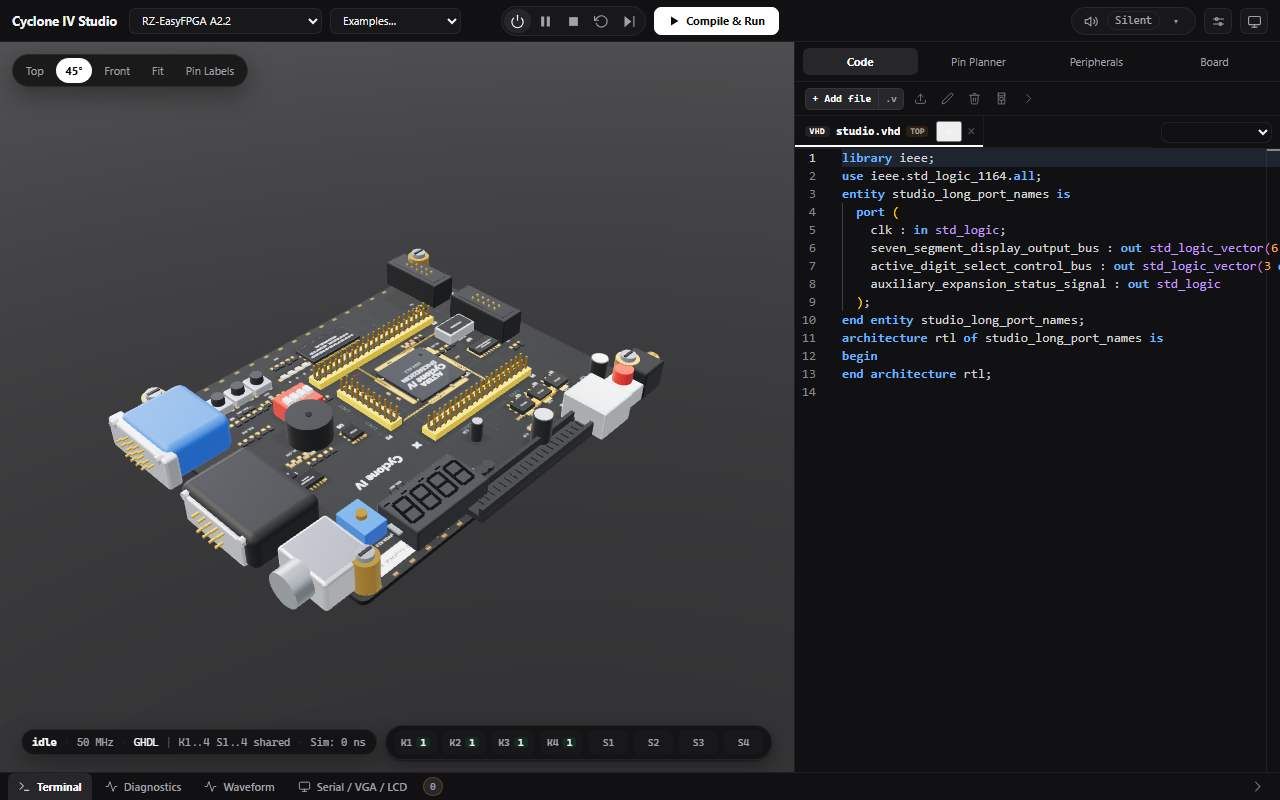 Cyclone IV Studio
RZ-EasyFPGA A2.2
Examples...
Compile & Run
Silent
Top
45°
Front
Fit
Pin Labels
Code
Pin Planner
Peripherals
Board
+ Add file
.v
VHD
studio.vhd
TOP
×
1 library ieee;
2 use ieee.std_logic_1164.all;
3 entity studio_long_port_names is
4 port (
5 clk : in std_logic;
6 seven_segment_display_output_bus : out std_logic_vector(6
7 active_digit_select_control_bus : out std_logic_vector(3
8 auxiliary_expansion_status_signal : out std_logic
9 );
10 end entity studio_long_port_names;
11 architecture rtl of studio_long_port_names is
12 begin
13 end architecture rtl;
14
Cyclone IV
Cyclone IV
8888
idle · 50 MHz · GHDL | K1..4 S1..4 shared · Sim: 0 ns
K1 1
K2 1
K3 1
K4 1
S1
S2
S3
S4
Terminal
Diagnostics
Waveform
Serial / VGA / LCD
0